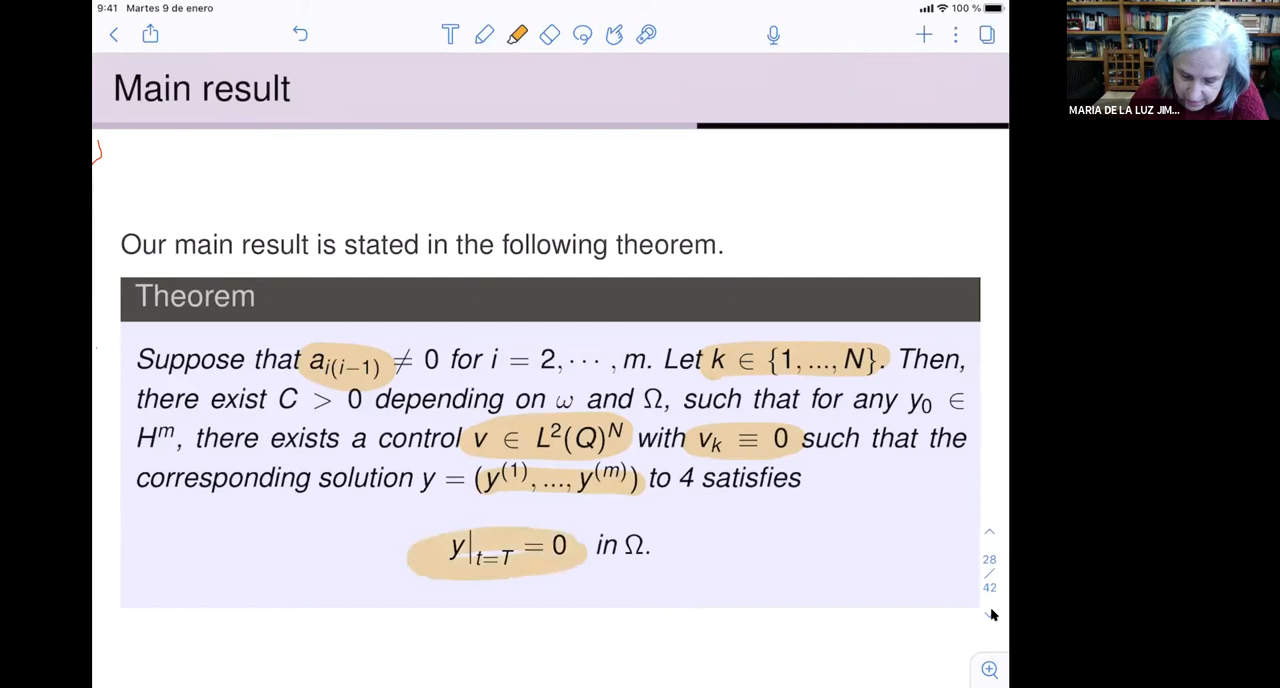 9:41 Martes 9 de enero
100 %
Main result
MARIA DE LA LUZ JIM...
Our main result is stated in the following theorem.
Theorem
Suppose that a_{i(i−1)} ≠ 0 for i = 2, ⋯ , m. Let k ∈ {1, ..., N}. Then,
there exist C > 0 depending on ω and Ω, such that for any y₀ ∈
Hᵐ, there exists a control v ∈ L²(Q)ᴺ with vₖ ≡ 0 such that the
corresponding solution y = (y⁽¹⁾, ..., y⁽ᵐ⁾) to 4 satisfies
y|_{t=T} = 0 in Ω.
28
/
42